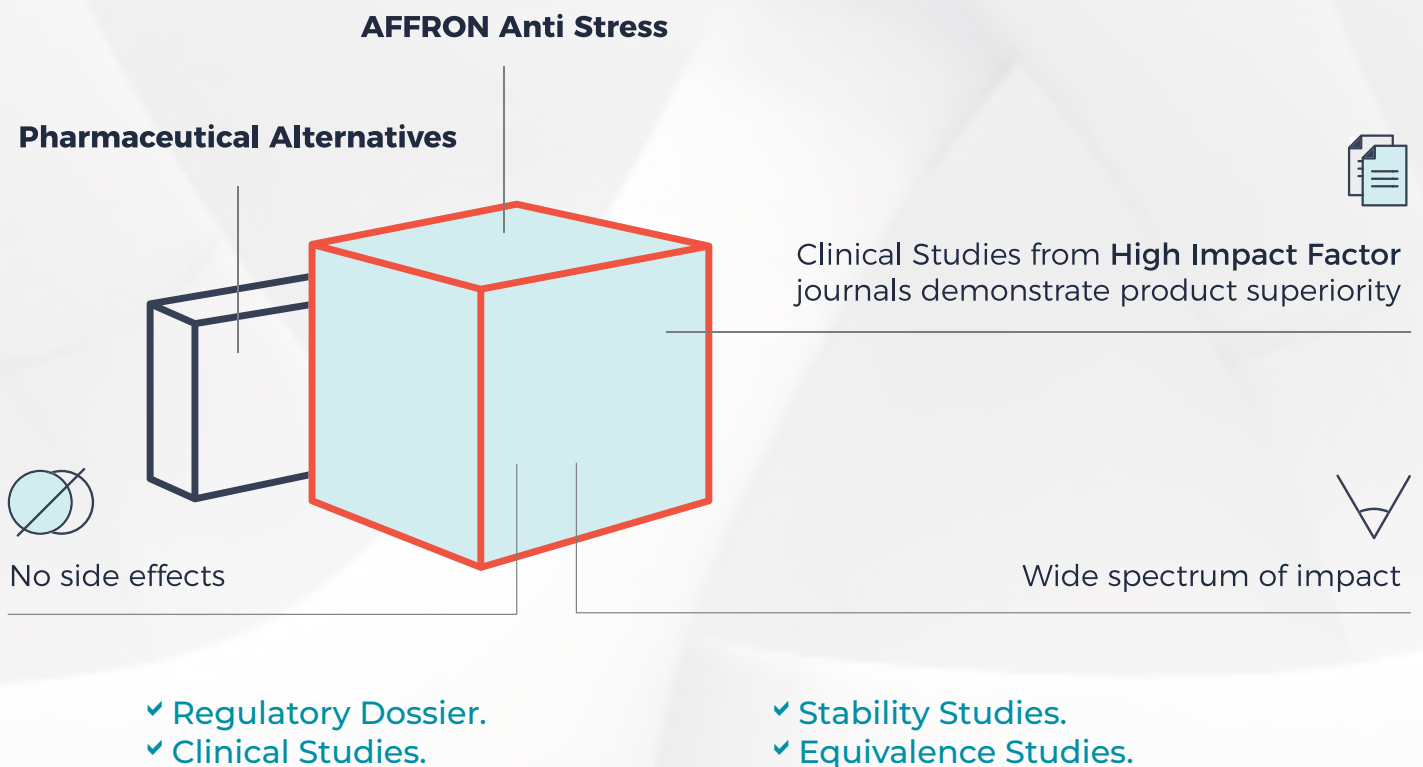 AFFRON Anti Stress
Pharmaceutical Alternatives
Clinical Studies from High Impact Factor
journals demonstrate product superiority
No side effects
Wide spectrum of impact
Regulatory Dossier.
Clinical Studies.
Stability Studies.
Equivalence Studies.